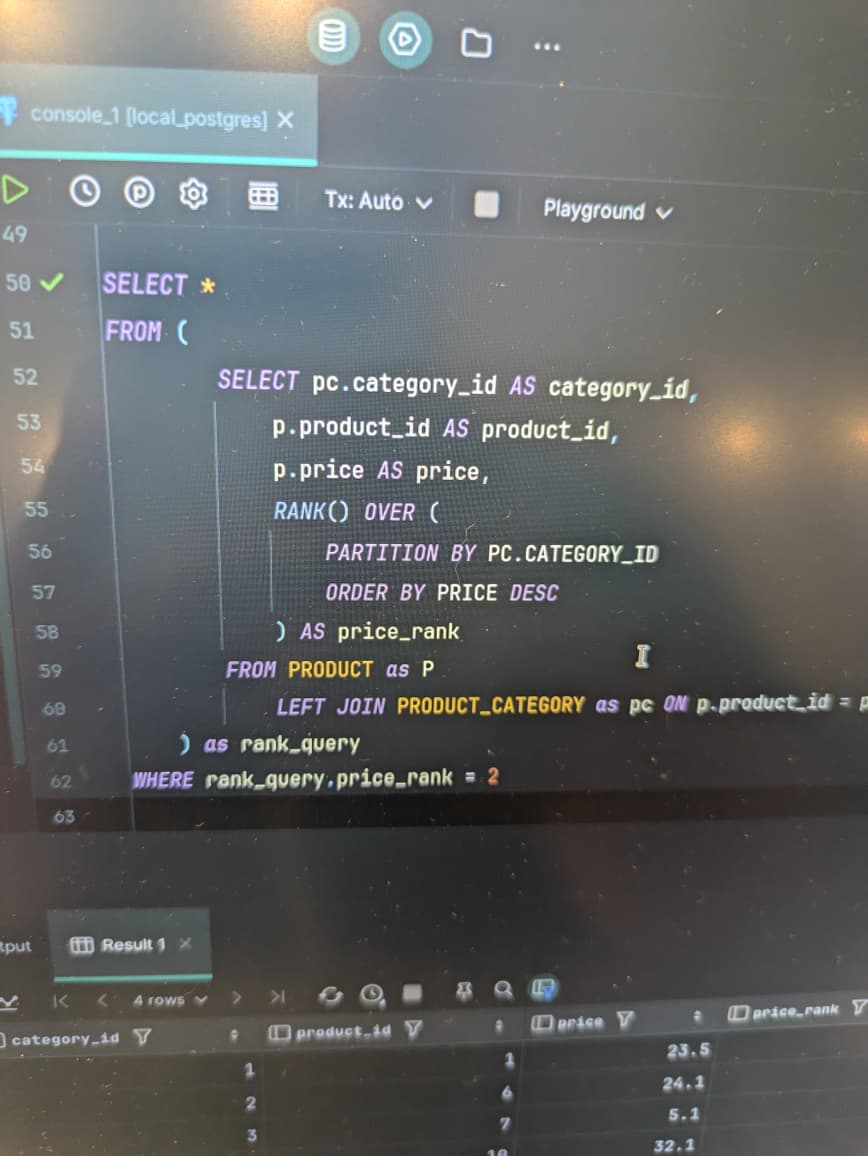 console_1 [local_postgres]
Tx: Auto
Playground
49
50 SELECT *
51 FROM (
52 SELECT pc.category_id AS category_id,
53 p.product_id AS product_id,
54 p.price AS price,
55 RANK() OVER (
56 PARTITION BY PC.CATEGORY_ID
57 ORDER BY PRICE DESC
58 ) AS price_rank
59 FROM PRODUCT as P
60 LEFT JOIN PRODUCT_CATEGORY as pc ON p.product_id = p
61 ) as rank_query
62 WHERE rank_query.price_rank = 2
63
tput Result 1
4 rows
category_id product_id price price_rank
1 1 23.5
2 6 24.1
3 7 5.1
10 32.1